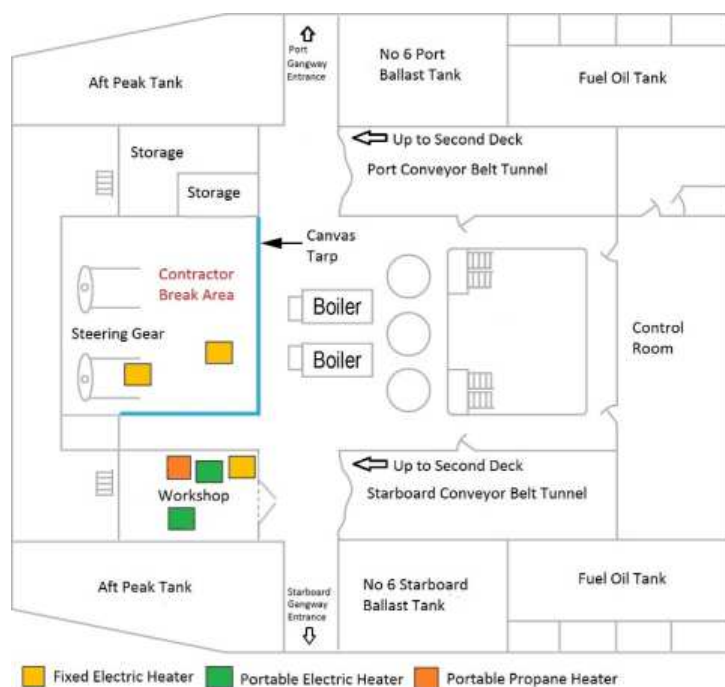 Port
Gangway
Entrance
No 6 Port
Ballast Tank
Fuel Oil Tank
Aft Peak Tank
Storage
Up to Second Deck
Port Conveyor Belt Tunnel
Storage
Canvas
Tarp
Contractor
Break Area
Boiler
Steering Gear
Control
Room
Boiler
Up to Second Deck
Workshop
Starboard Conveyor Belt Tunnel
Aft Peak Tank
Starboard
Gangway
Entrance
No 6 Starboard
Ballast Tank
Fuel Oil Tank
Fixed Electric Heater
Portable Electric Heater
Portable Propane Heater